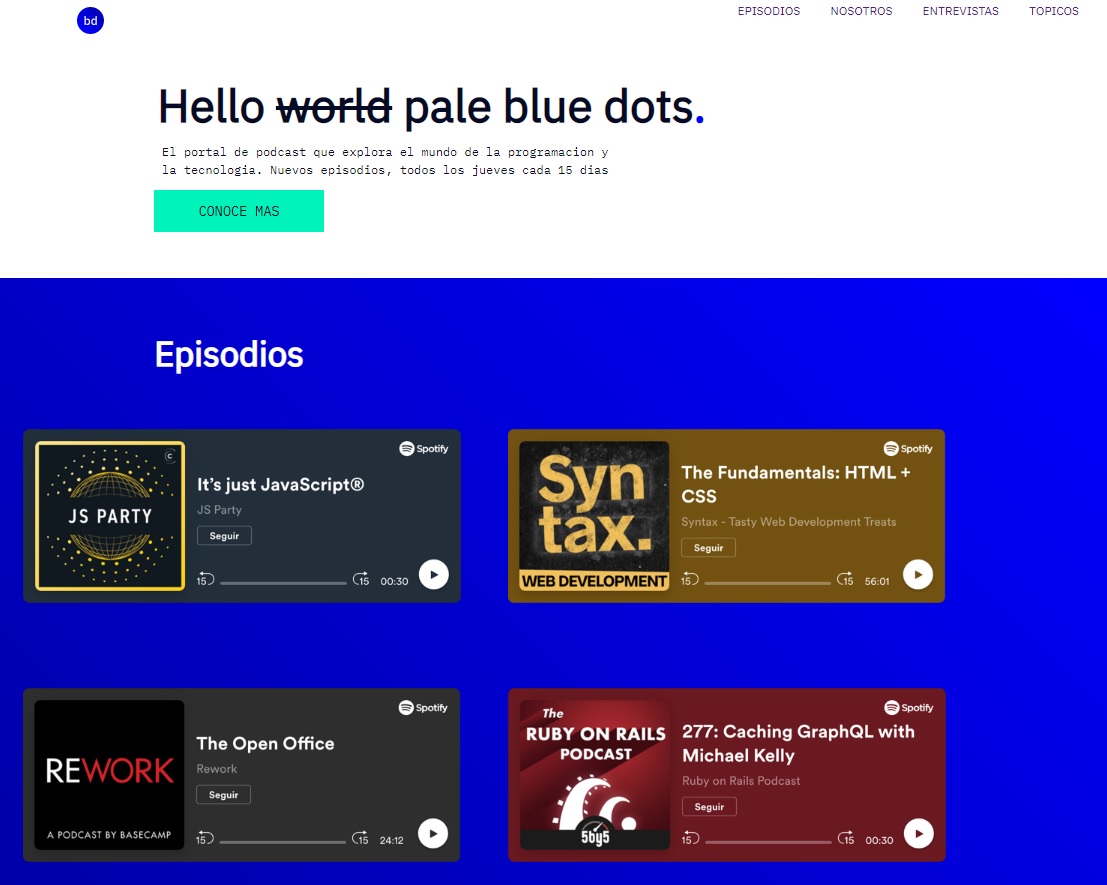 bd
EPISODIOS NOSOTROS ENTREVISTAS TOPICOS
Hello world pale blue dots.
El portal de podcast que explora el mundo de la programacion y
la tecnologia. Nuevos episodios, todos los jueves cada 15 dias
CONOCE MAS
Episodios
C
JS PARTY
Spotify
It's just JavaScript®
JS Party
Seguir
15 15 00:30
Syn
tax.
WEB DEVELOPMENT
Spotify
The Fundamentals: HTML +
CSS
Syntax - Tasty Web Development Treats
Seguir
15 15 56:01
REWORK
A PODCAST BY BASECAMP
Spotify
The Open Office
Rework
Seguir
15 15 24:12
The
RUBY ON RAILS
PODCAST
5by5
Spotify
277: Caching GraphQL with
Michael Kelly
Ruby on Rails Podcast
Seguir
15 15 00:30